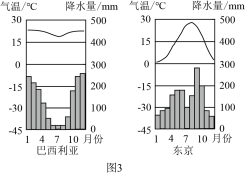 气温/℃ 降水量/mm 气温/℃ 降水量/mm
30 500 30 500
15 400 15 400
0 300 0 300
-15 200 -15 200
-30 100 -30 100
-45 0 -45 0
1 4 7 10 月份 1 4 7 10 月份
巴西利亚 东京
图3